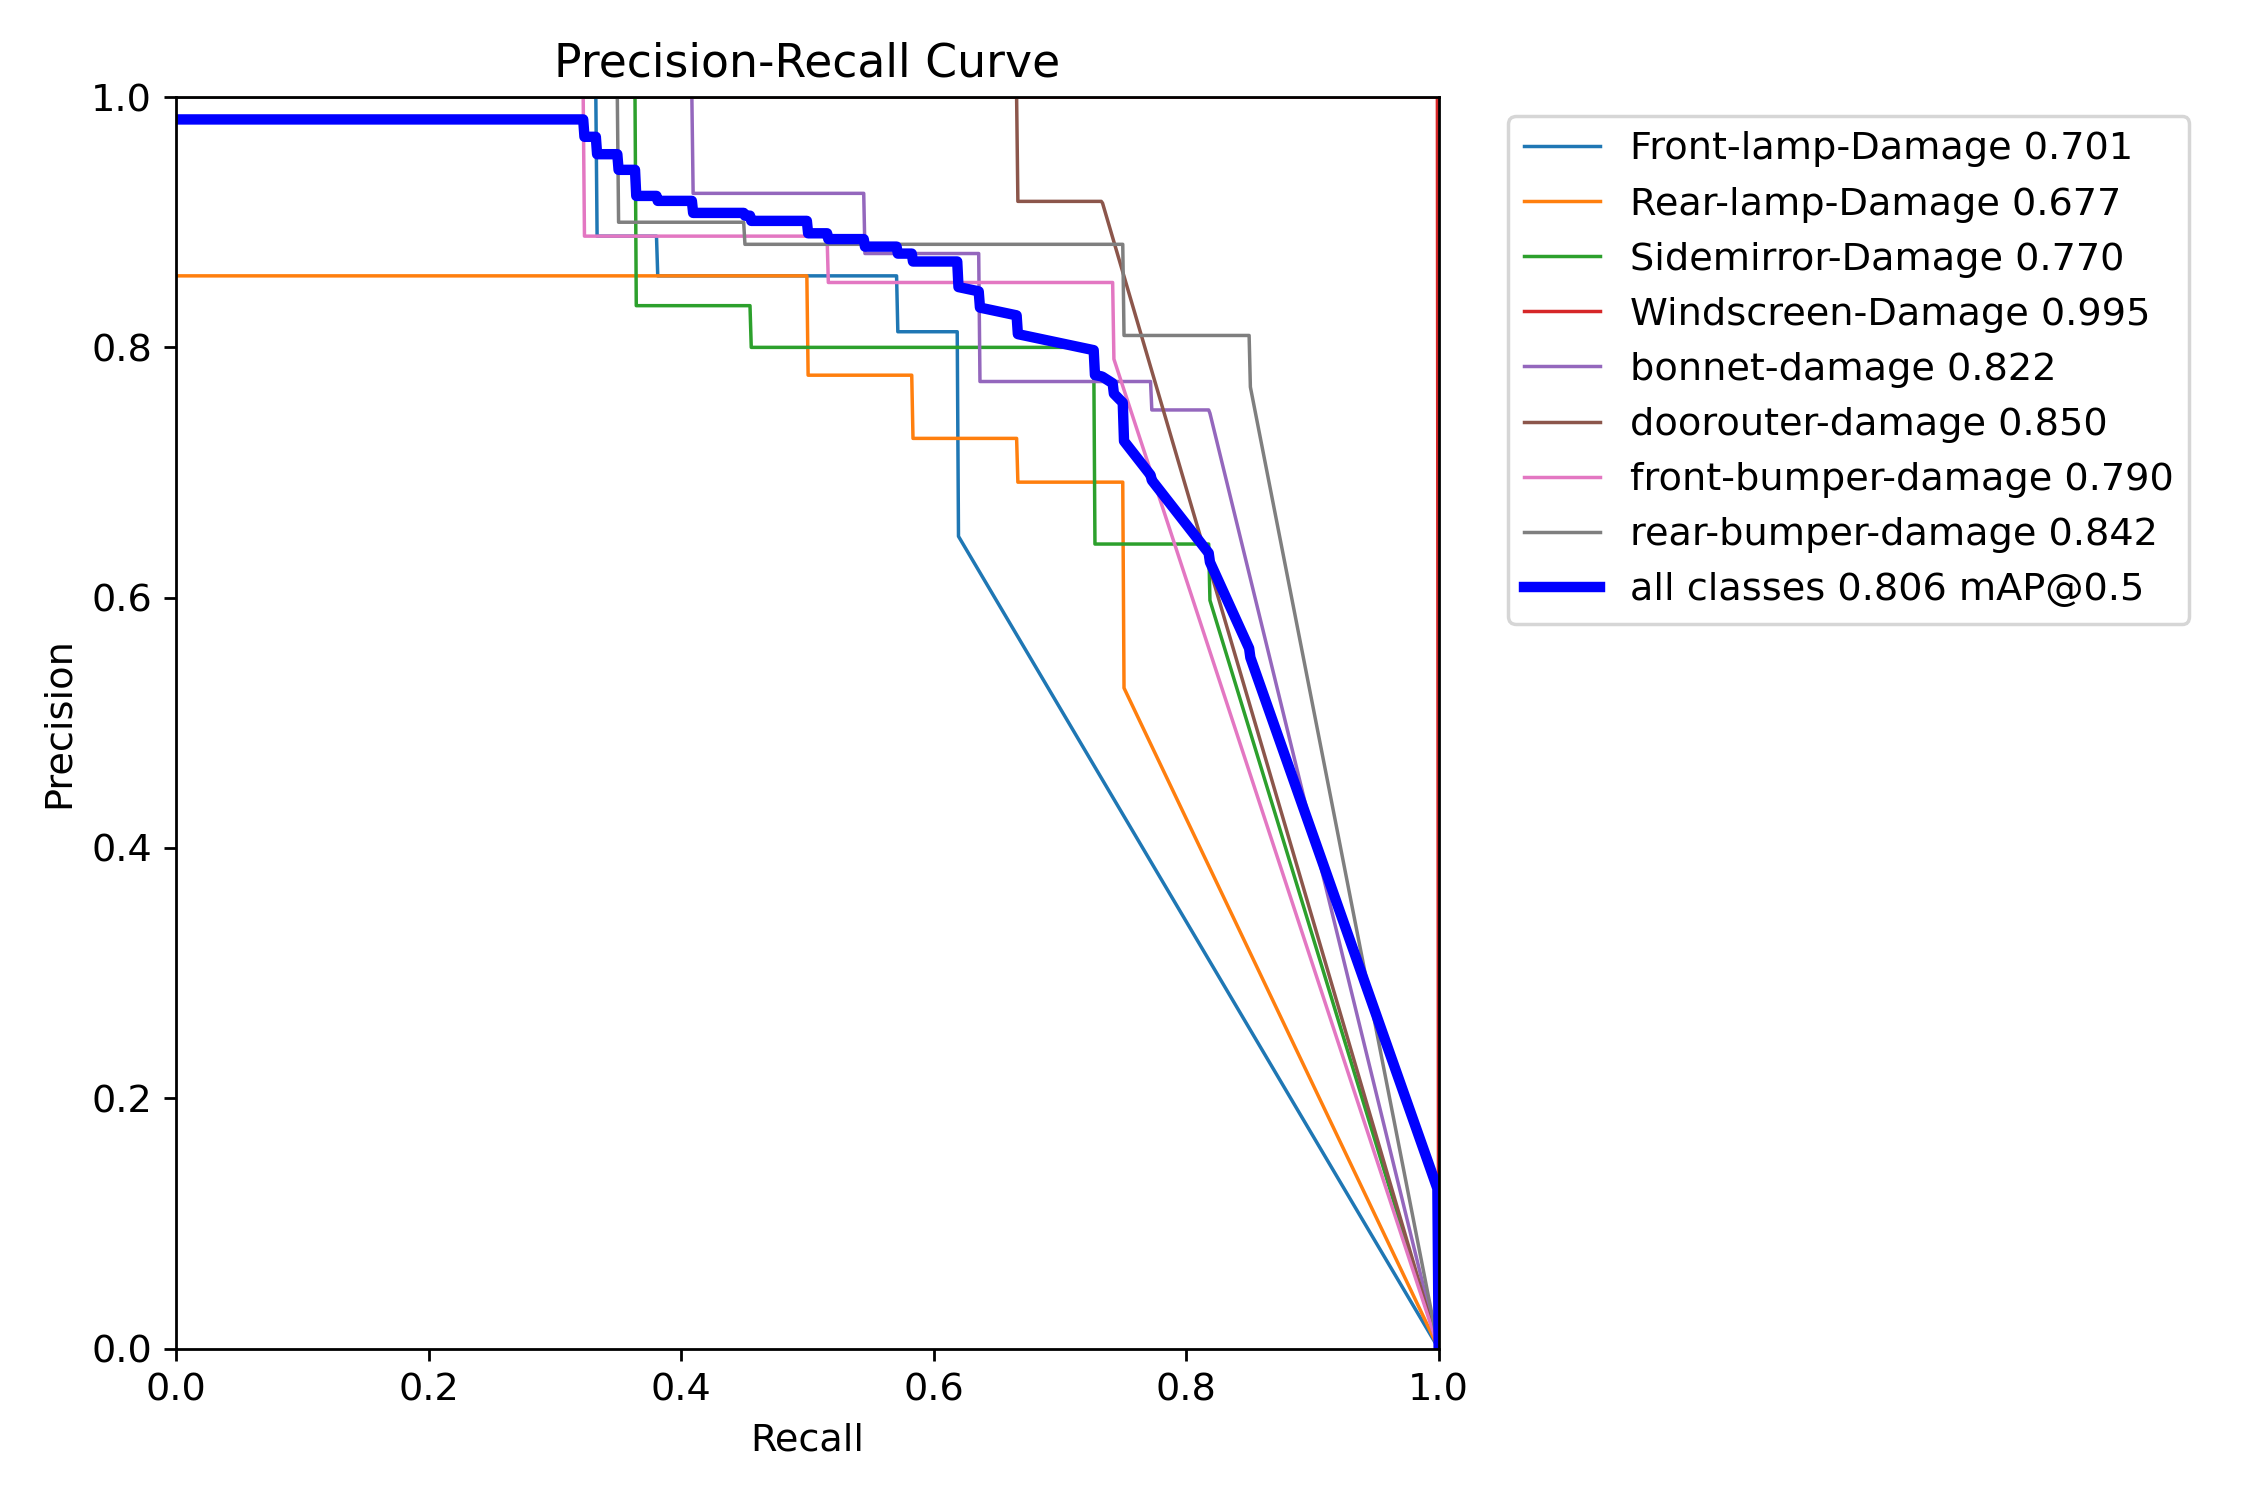 Precision-Recall Curve
1.0
0.8
0.6
0.4
0.2
0.0
Precision
0.0 0.2 0.4 0.6 0.8 1.0
Recall
Front-lamp-Damage 0.701
Rear-lamp-Damage 0.677
Sidemirror-Damage 0.770
Windscreen-Damage 0.995
bonnet-damage 0.822
doorouter-damage 0.850
front-bumper-damage 0.790
rear-bumper-damage 0.842
all classes 0.806 mAP@0.5